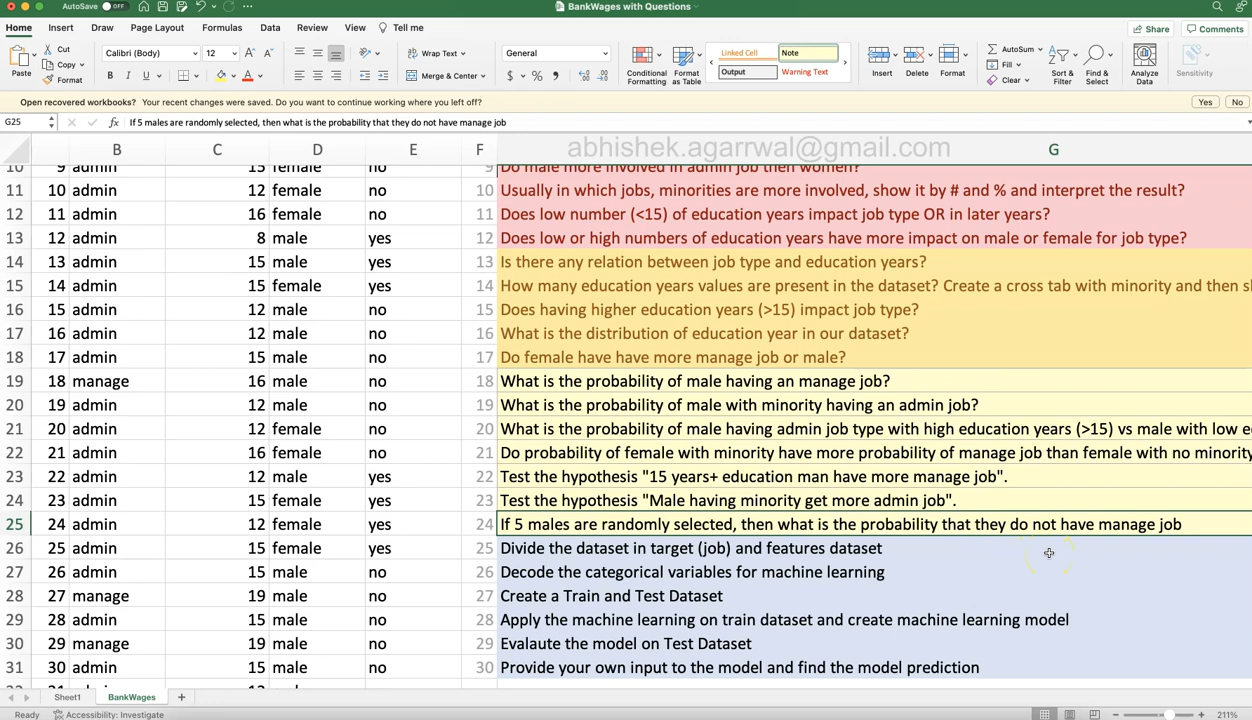 AutoSave OFF ... BankWages with Questions
Home Insert Draw Page Layout Formulas Data Review View Tell me Share Comments
Cut Calibri (Body) 12 Wrap Text General Linked Cell Note AutoSum
Copy Fill
Paste Format B I U Merge & Center $ % Conditional Formatting Format as Table Output Warning Text Insert Delete Format Clear Sort & Filter Find & Select Analyze Data Sensitivity
Open recovered workbooks? Your recent changes were saved. Do you want to continue working where you left off? Yes No
G25 fx If 5 males are randomly selected, then what is the probability that they do not have manage job
abhishek.agarrwal@gmail.com
B C D E F G
10 9 admin 15 female no 9 Do male more involved in admin job then women?
11 10 admin 12 female no 10 Usually in which jobs, minorities are more involved, show it by # and % and interpret the result?
12 11 admin 16 female no 11 Does low number (<15) of education years impact job type OR in later years?
13 12 admin 8 male yes 12 Does low or high numbers of education years have more impact on male or female for job type?
14 13 admin 15 male yes 13 Is there any relation between job type and education years?
15 14 admin 15 female yes 14 How many education years values are present in the dataset? Create a cross tab with minority and then
16 15 admin 12 male no 15 Does having higher education years (>15) impact job type?
17 16 admin 12 male no 16 What is the distribution of education year in our dataset?
18 17 admin 15 male no 17 Do female have have more manage job or male?
19 18 manage 16 male no 18 What is the probability of male having an manage job?
20 19 admin 12 male no 19 What is the probability of male with minority having an admin job?
21 20 admin 12 female no 20 What is the probability of male having admin job type with high education years (>15) vs male with low
22 21 admin 16 female no 21 Do probability of female with minority have more probability of manage job than female with no minority
23 22 admin 12 male yes 22 Test the hypothesis "15 years+ education man have more manage job".
24 23 admin 15 female yes 23 Test the hypothesis "Male having minority get more admin job".
25 24 admin 12 female yes 24 If 5 males are randomly selected, then what is the probability that they do not have manage job
26 25 admin 15 female yes 25 Divide the dataset in target (job) and features dataset
27 26 admin 15 male no 26 Decode the categorical variables for machine learning
28 27 manage 19 male no 27 Create a Train and Test Dataset
29 28 admin 15 male no 28 Apply the machine learning on train dataset and create machine learning model
30 29 manage 19 male no 29 Evalaute the model on Test Dataset
31 30 admin 15 male no 30 Provide your own input to the model and find the model prediction
Sheet1 BankWages
Ready Accessibility: Investigate 211%